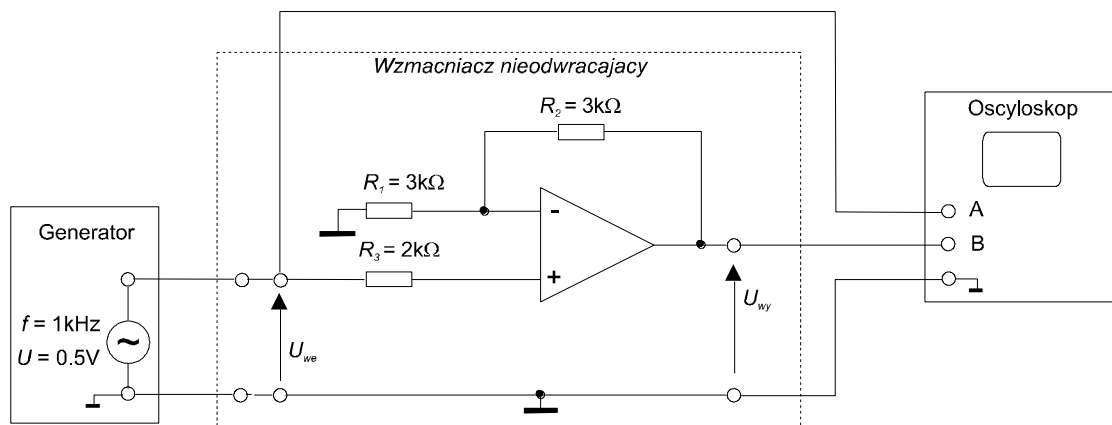 Wzmacniacz nieodwracajacy
R2 = 3kΩ
Oscyloskop
R1 = 3kΩ
-
A
Generator
B
R3 = 2kΩ
+
f = 1kHz
~
U = 0.5V
Uwe
Uwy